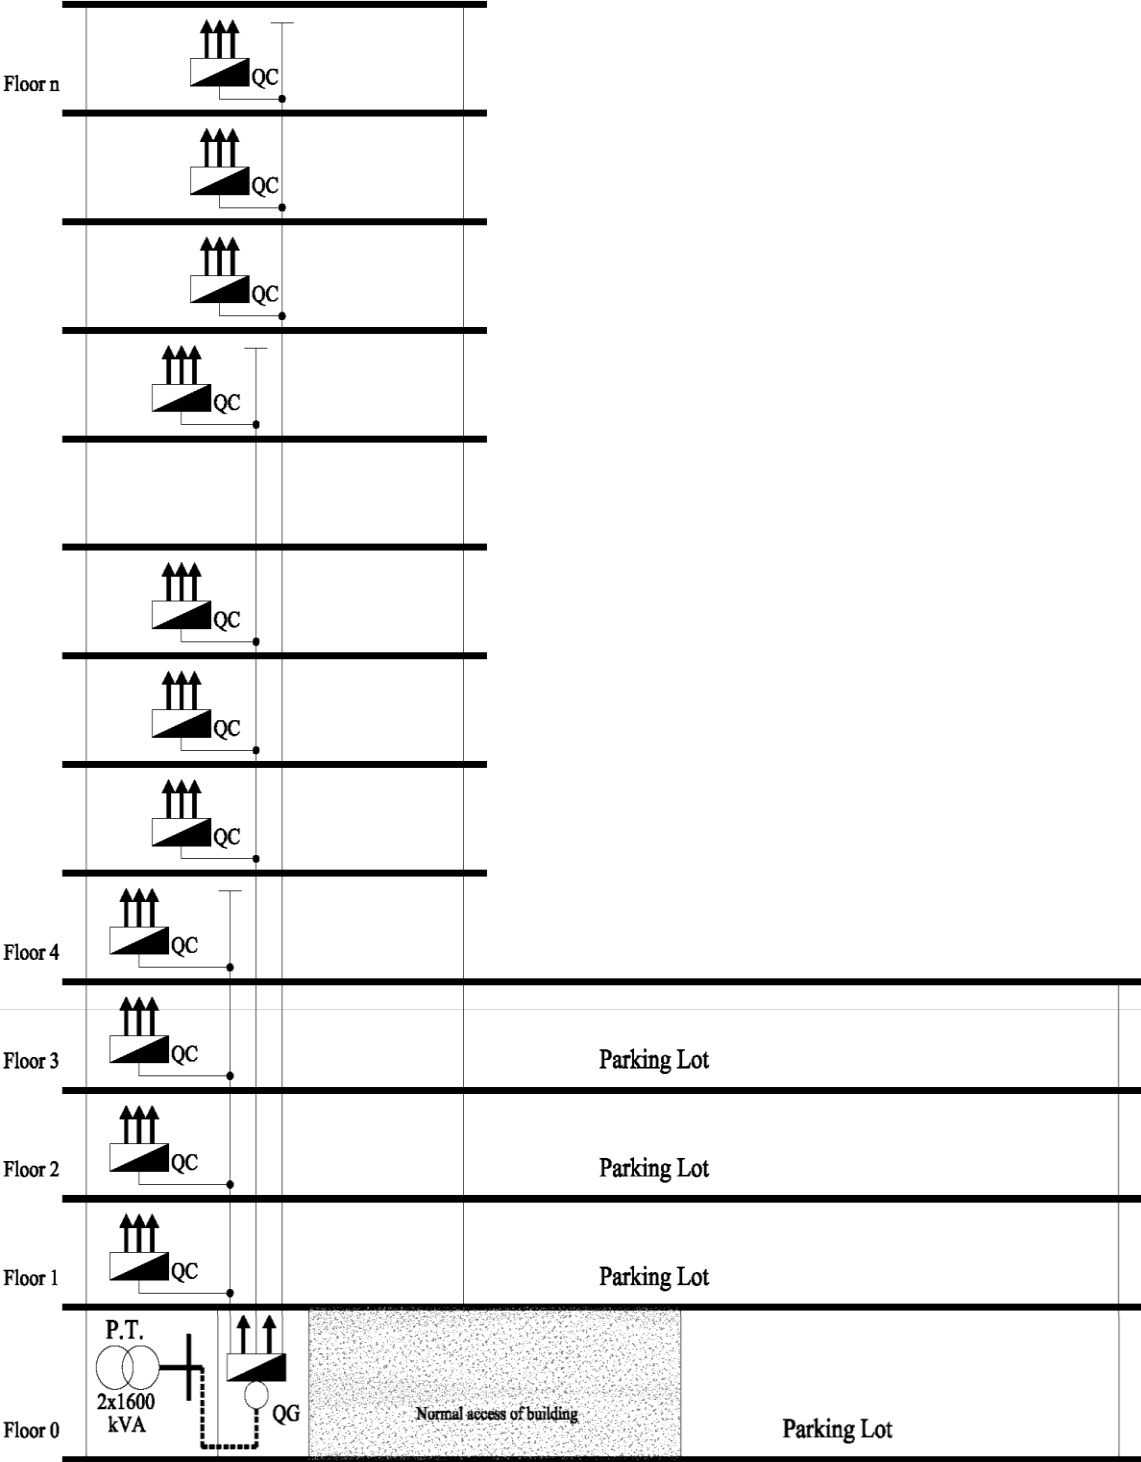 Floor n
QC
QC
QC
QC
QC
QC
QC
Floor 4
QC
Floor 3
QC
Parking Lot
Floor 2
QC
Parking Lot
Floor 1
QC
Parking Lot
P.T.
2x1600
kVA
Floor 0
QG
Normal access of building
Parking Lot